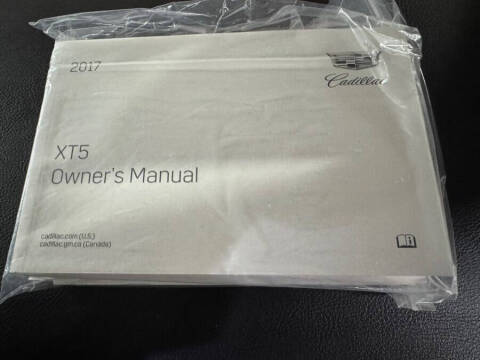 2017
Cadillac
XT5
Owner's Manual
cadillac.com (U.S.)
cadillac.gm.ca (Canada)